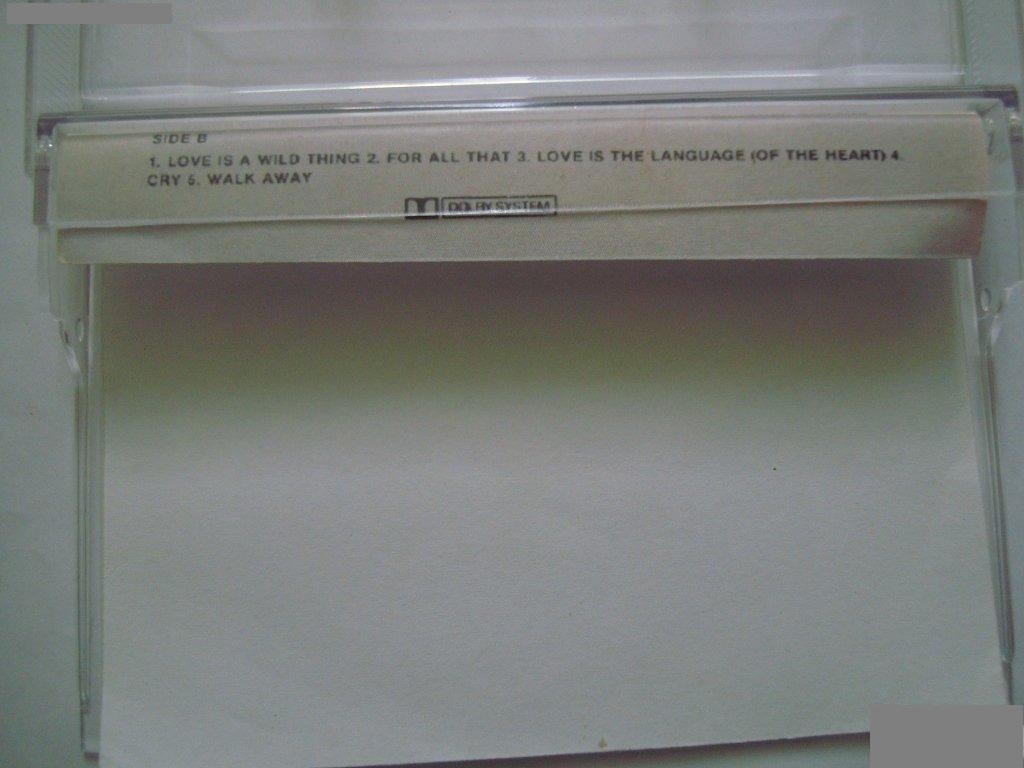 SIDE B
1. LOVE IS A WILD THING 2. FOR ALL THAT 3. LOVE IS THE LANGUAGE (OF THE HEART) 4.
CRY 5. WALK AWAY
DOLBY SYSTEM